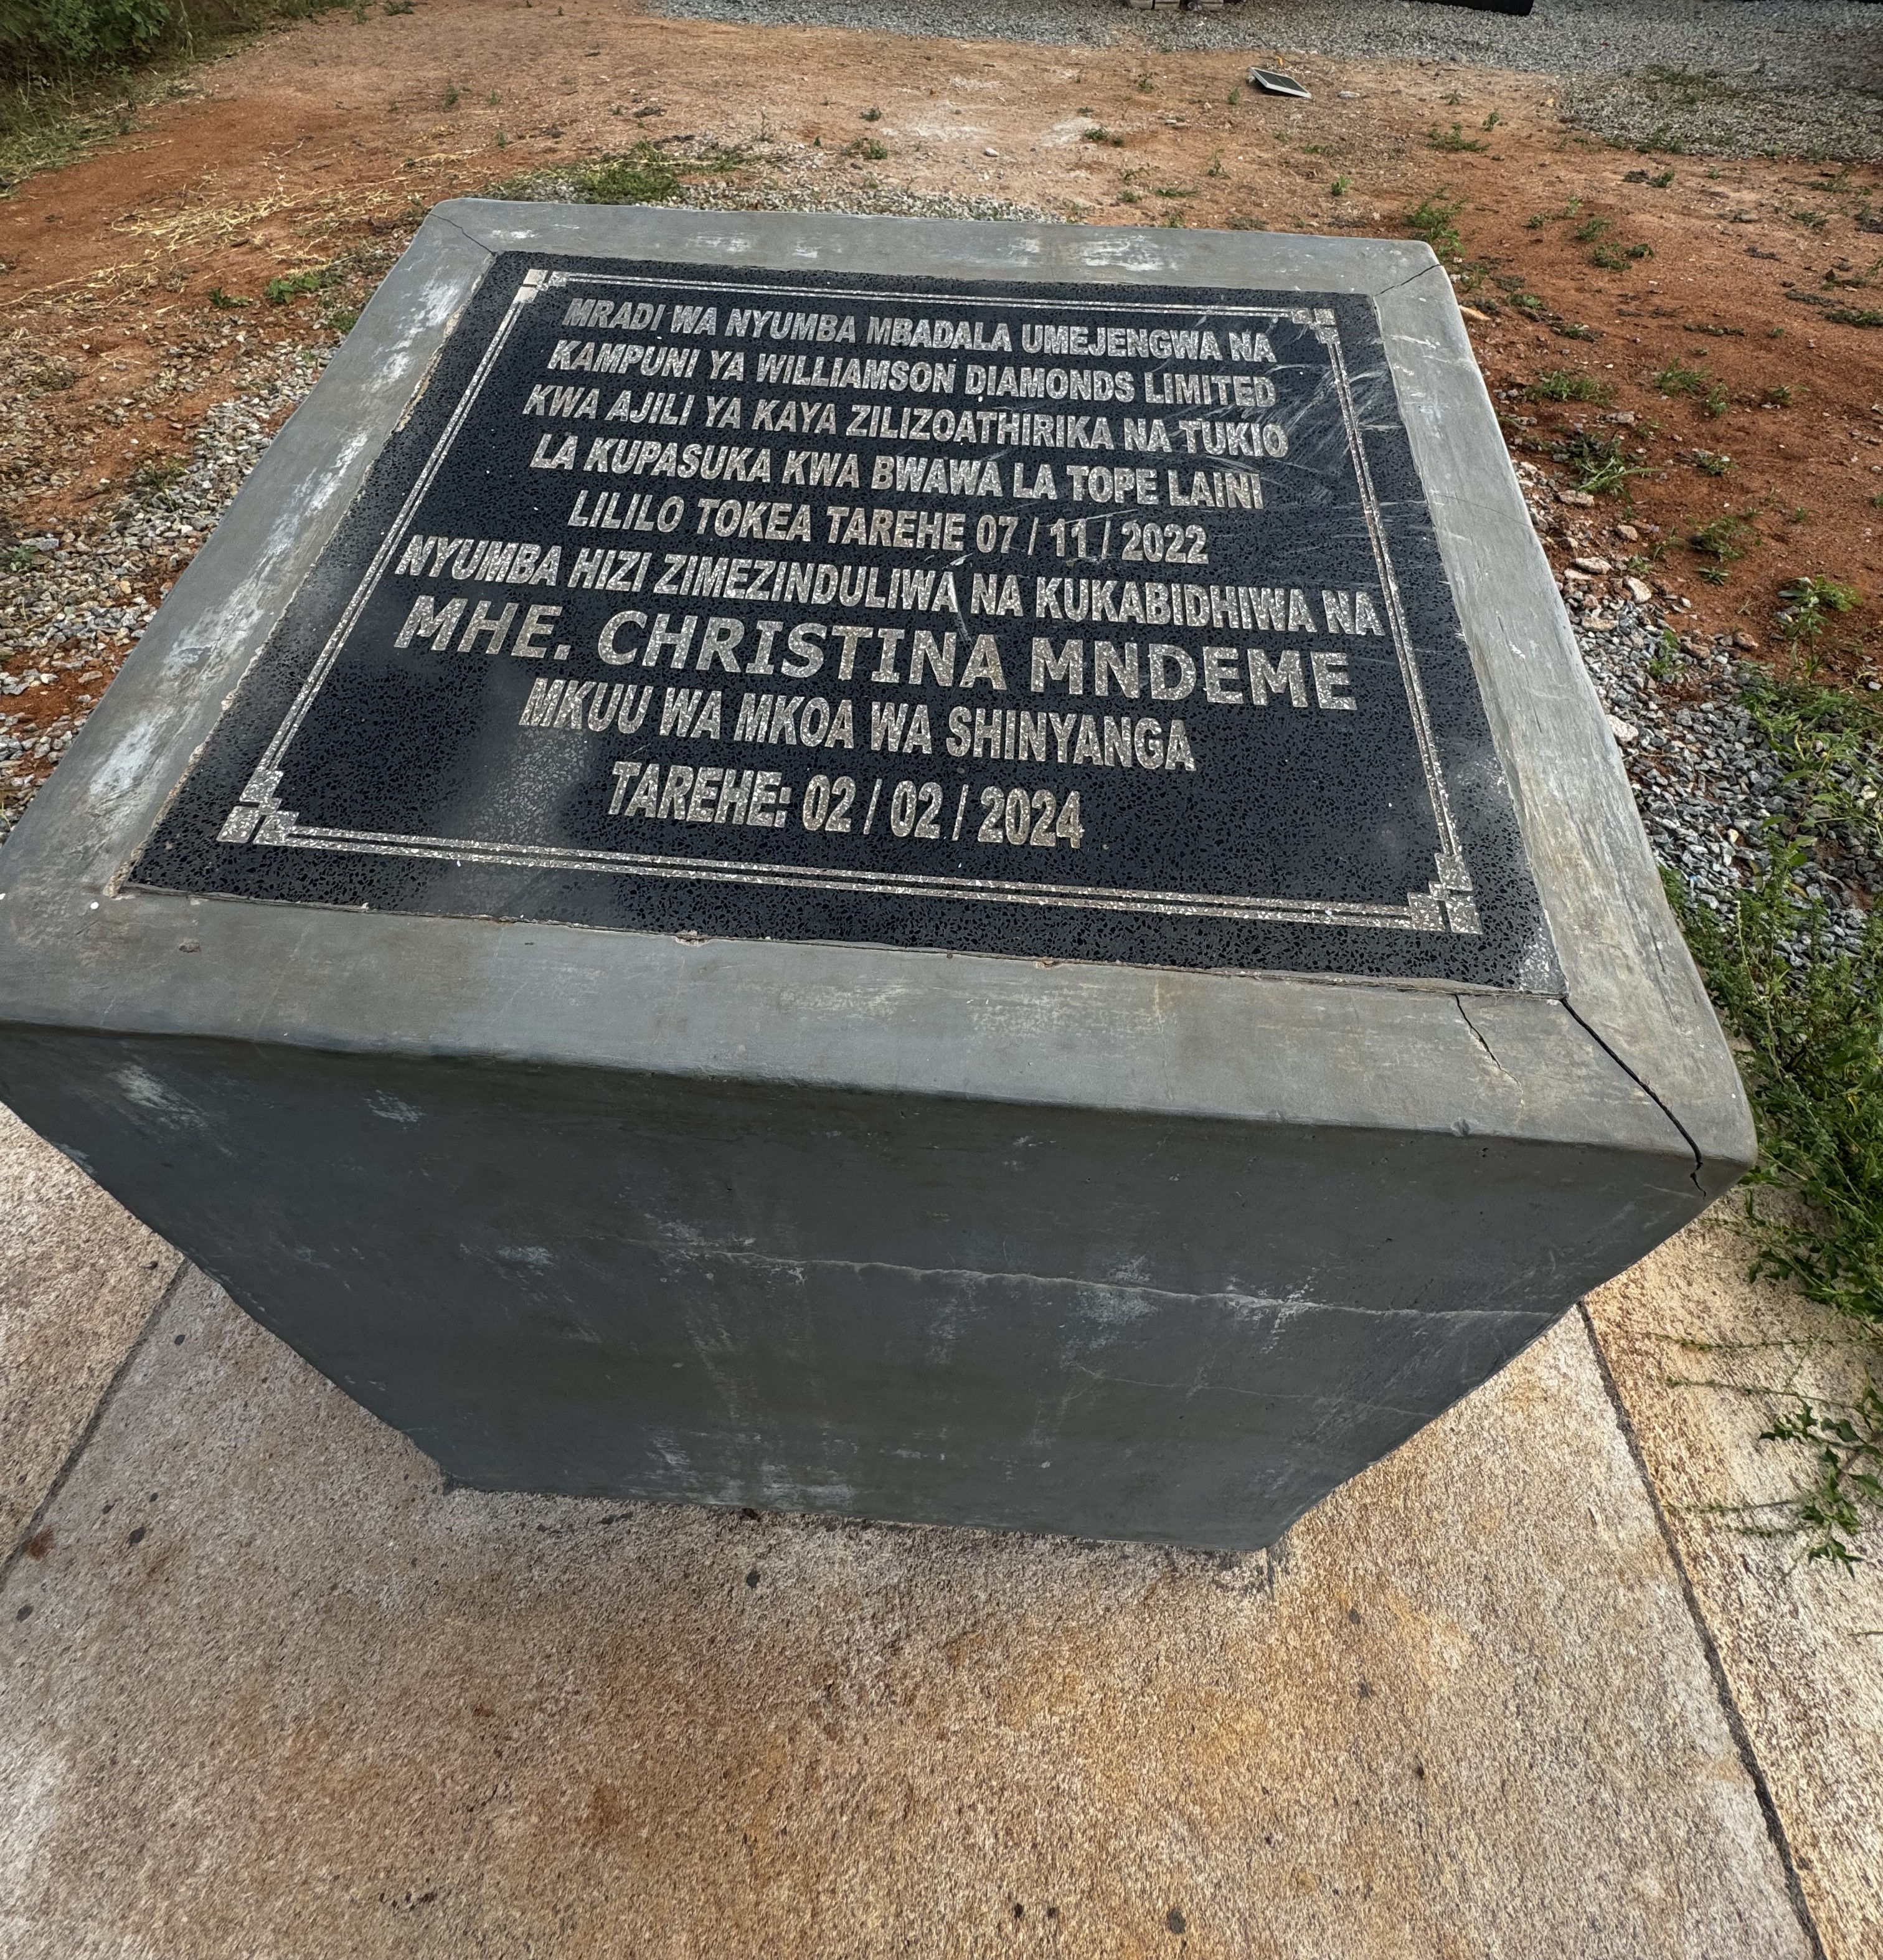 MRADI WA NYUMBA MBADALA UMEJENGWA NA
KAMPUNI YA WILLIAMSON DIAMONDS LIMITED
KWA AJILI YA KAYA ZILIZOATHIRIKA NA TUKIO
LA KUPASUKA KWA BWAWA LA TOPE LAINI
LILILO TOKEA TAREHE 07 / 11 / 2022
NYUMBA HIZI ZIMEZINDULIWA NA KUKABIDHIWA NA
MHE. CHRISTINA MNDEME
MKUU WA MKOA WA SHINYANGA
TAREHE: 02 / 02 / 2024